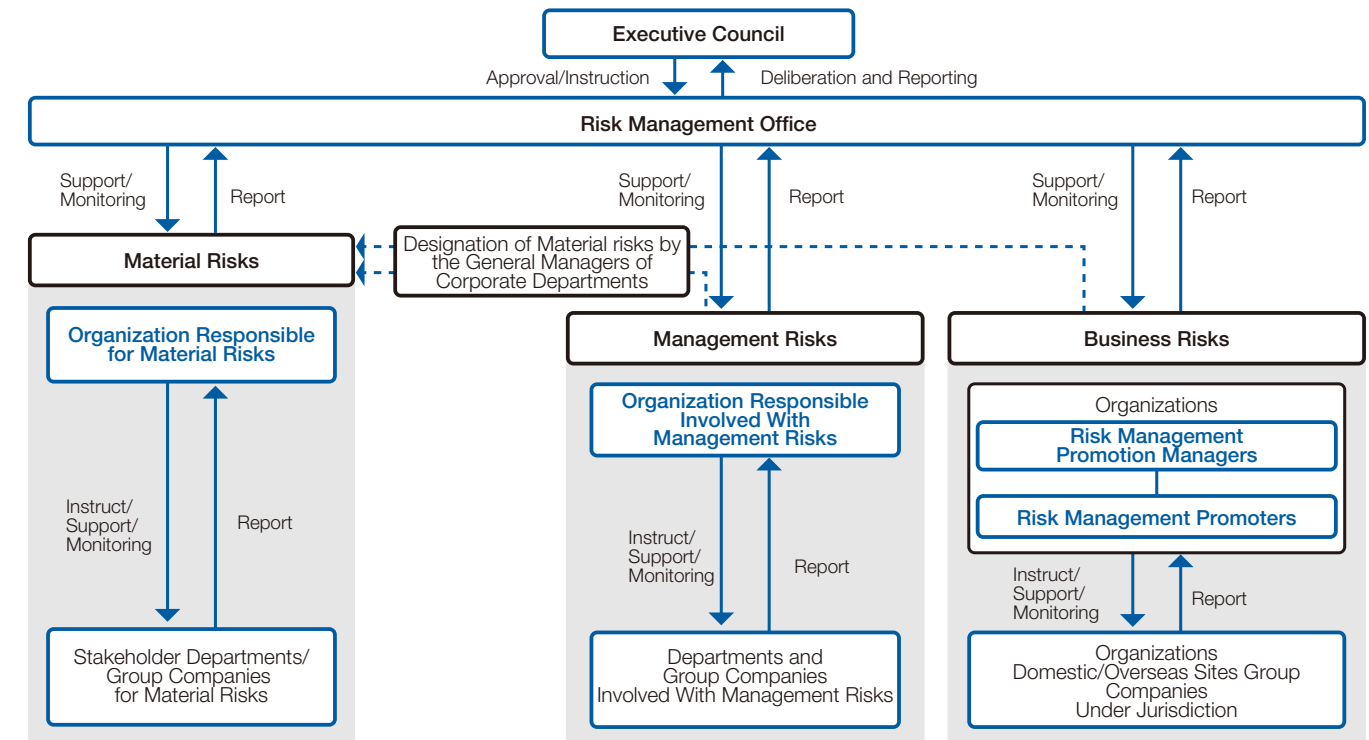 Executive Council
Approval/Instruction
Deliberation and Reporting
Risk Management Office
Support/
Monitoring
Report
Support/
Monitoring
Report
Support/
Monitoring
Report
Material Risks
Designation of Material risks by
the General Managers of
Corporate Departments
Organization Responsible
for Material Risks
Instruct/
Support/
Monitoring
Report
Stakeholder Departments/
Group Companies
for Material Risks
Management Risks
Organization Responsible
Involved With
Management Risks
Instruct/
Support/
Monitoring
Report
Departments and
Group Companies
Involved With Management Risks
Business Risks
Organizations
Risk Management
Promotion Managers
Risk Management Promoters
Instruct/
Support/
Monitoring
Report
Organizations
Domestic/Overseas Sites Group
Companies
Under Jurisdiction